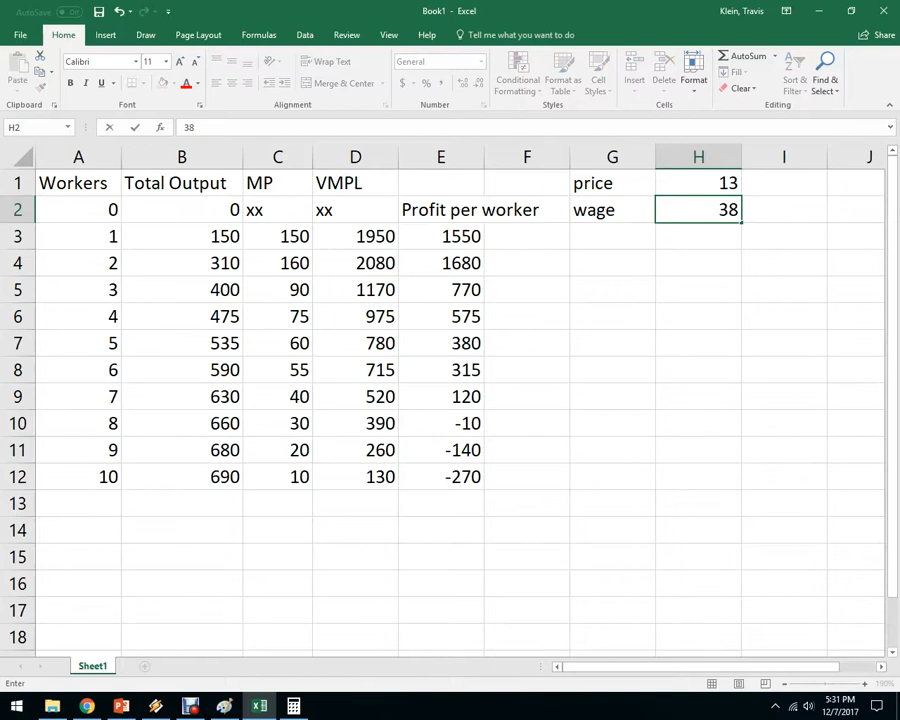 AutoSave Off
Book1 - Excel
Klein, Travis
File Home Insert Draw Page Layout Formulas Data Review View Help Tell me what you want to do Share
Paste
Calibri 11 A A
B I U A
Wrap Text
Merge & Center
General
$ % ,
Conditional Formatting
Format as Table
Cell Styles
Insert Delete Format
AutoSum
Fill
Clear
Sort & Filter
Find & Select
Clipboard Font Alignment Number Styles Cells Editing
H2 fx 38
A B C D E F G H I J
1 Workers Total Output MP VMPL price 13
2 0 0 xx xx Profit per worker wage 38
3 1 150 150 1950 1550
4 2 310 160 2080 1680
5 3 400 90 1170 770
6 4 475 75 975 575
7 5 535 60 780 380
8 6 590 55 715 315
9 7 630 40 520 120
10 8 660 30 390 -10
11 9 680 20 260 -140
12 10 690 10 130 -270
13
14
15
16
17
18
Sheet1
Enter
190%
5:31 PM
12/7/2017